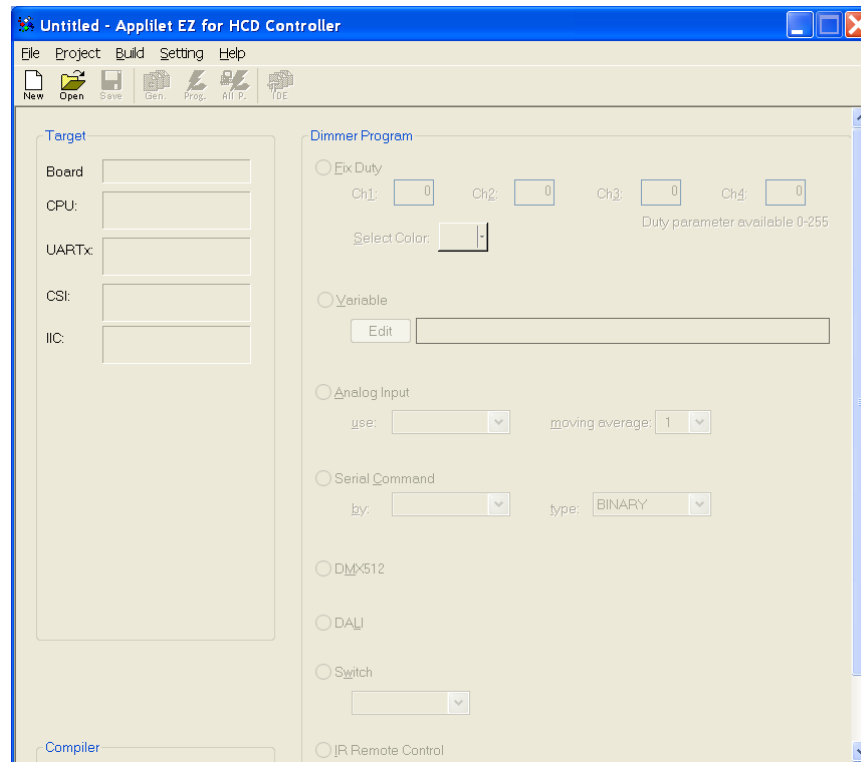 Untitled - Applilet EZ for HCD Controller
File Project Build Setting Help
New Open Save Gen. Prog. All P. IDE
Target
Board
CPU:
UARTx:
CSI:
IIC:
Compiler
Dimmer Program
Fix Duty
Ch1: 0 Ch2: 0 Ch3: 0 Ch4: 0
Duty parameter available 0-255
Select Color:
Variable
Edit
Analog Input
use: moving average: 1
Serial Command
by: type: BINARY
DMX512
DALI
Switch
IR Remote Control